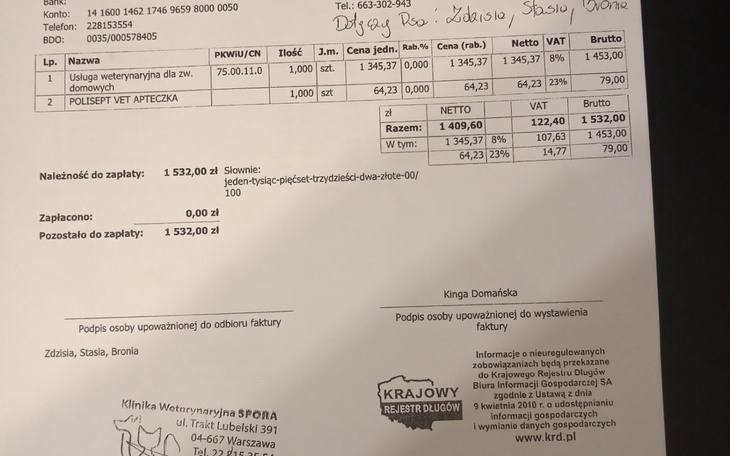 Bank:
Konto: 14 1600 1462 1746 9659 8000 0050
Telefon: 228153554
BDO: 0035/000578405
Tel.: 663-302-943
Dotyczy Psa: Zdzisia, Stasia, Bronia
Lp. Nazwa PKWiU/CN Ilość J.m. Cena jedn. Rab.% Cena (rab.) Netto VAT Brutto
1 Usługa weterynaryjna dla zw. domowych 75.00.11.0 1,000 szt. 1 345,37 0,000 1 345,37 1 345,37 8% 1 453,00
2 POLISEPT VET APTECZKA 1,000 szt 64,23 0,000 64,23 64,23 23% 79,00
zł NETTO VAT Brutto
Razem: 1 409,60 122,40 1 532,00
W tym: 1 345,37 8% 107,63 1 453,00
64,23 23% 14,77 79,00
Należność do zapłaty: 1 532,00 zł Słownie:
jeden-tysiąc-pięćset-trzydzieści-dwa-złote-00/
100
Zapłacono: 0,00 zł
Pozostało do zapłaty: 1 532,00 zł
Kinga Domańska
Podpis osoby upoważnionej do odbioru faktury
Podpis osoby upoważnionej do wystawienia
faktury
Zdzisia, Stasia, Bronia
Klinika Weterynaryjna SFORA
ul. Trakt Lubelski 391
04-667 Warszawa
KRAJOWY
REJESTR DŁUGÓW
Informacje o nieuregulowanych
zobowiązaniach będą przekazane
do Krajowego Rejestru Długów
Biura Informacji Gospodarczej SA
zgodnie z Ustawą z dnia
9 kwietnia 2010 r. o udostępnianiu
informacji gospodarczych
i wymianie danych gospodarczych
www.krd.pl